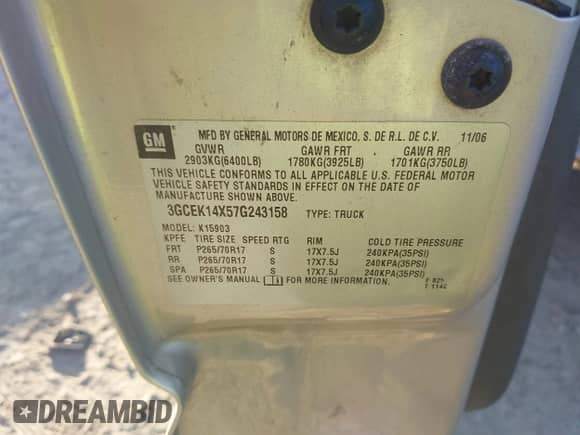 GM
MFD BY GENERAL MOTORS DE MEXICO, S. DE R.L. DE C.V. 11/06
GVWR GAWR FRT GAWR RR
2903KG(6400LB) 1780KG(3925LB) 1701KG(3750LB)
THIS VEHICLE CONFORMS TO ALL APPLICABLE U.S. FEDERAL MOTOR
VEHICLE SAFETY STANDARDS IN EFFECT ON THE DATE OF
MANUFACTURE SHOWN ABOVE.
3GCEK14X57G243158 TYPE: TRUCK
MODEL: K15903
KPFE TIRE SIZE SPEED RTG RIM COLD TIRE PRESSURE
FRT P265/70R17 S 17X7.5J 240KPA(35PSI)
RR P265/70R17 S 17X7.5J 240KPA(35PSI)
SPA P265/70R17 S 17X7.5J 240KPA(35PSI)
SEE OWNER'S MANUAL FOR MORE INFORMATION.
DREAMBID